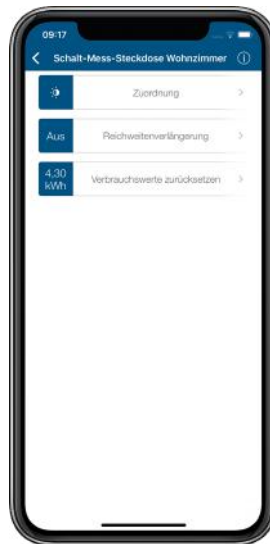 09:17
Schalt-Mess-Steckdose Wohnzimmer
Zuordnung
Aus
Reichweitenverlängerung
4.30
kWh
Verbrauchswerte zurücksetzen